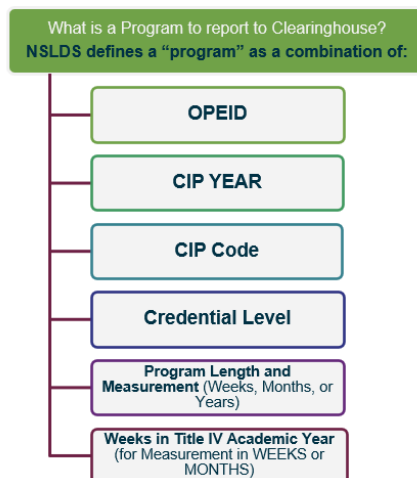 What is a Program to report to Clearinghouse?
NSLDS defines a “program” as a combination of:
OPEID
CIP YEAR
CIP Code
Credential Level
Program Length and
Measurement (Weeks, Months, or
Years)
Weeks in Title IV Academic Year
(for Measurement in WEEKS or
MONTHS)